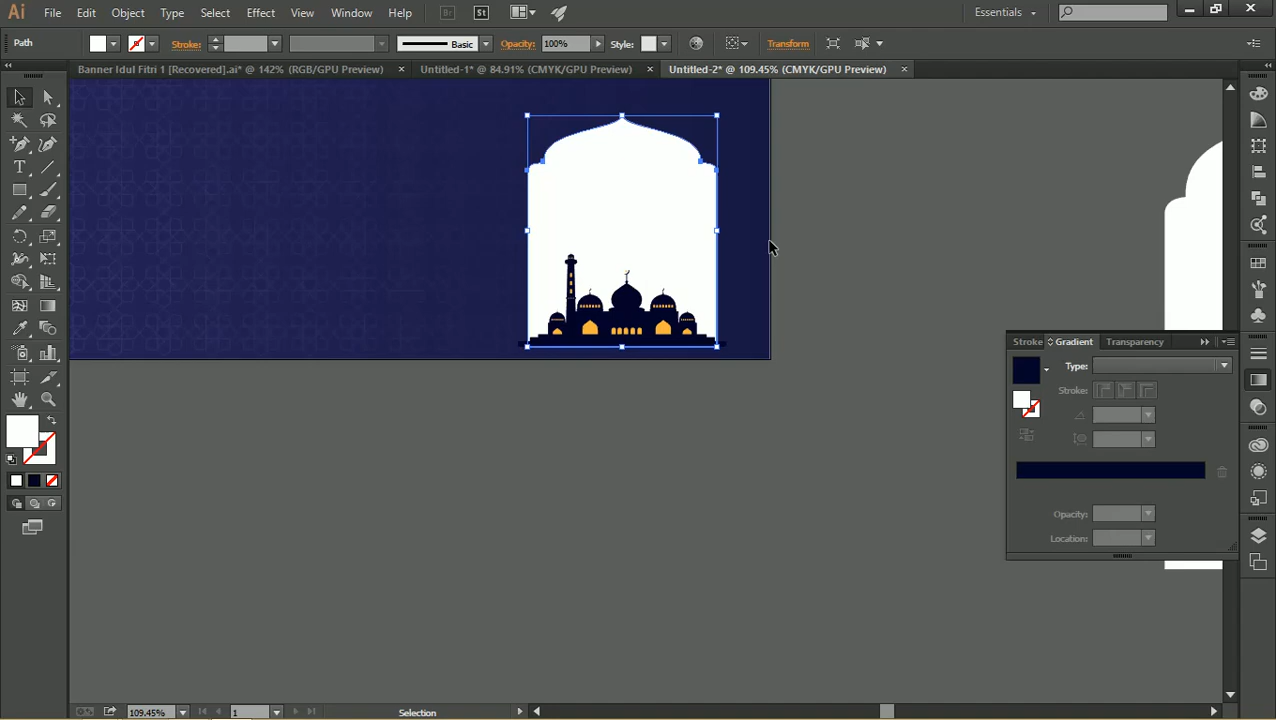 Ai File Edit Object Type Select Effect View Window Help Br St Essentials
Path Stroke: Basic Opacity: 100% Style: Transform
Banner Idul Fitri 1 [Recovered].ai* @ 142% (RGB/GPU Preview) Untitled-1* @ 84.91% (CMYK/GPU Preview) Untitled-2* @ 109.45% (CMYK/GPU Preview)
Stroke Gradient Transparency
Type:
Stroke:
Opacity:
Location:
109.45% 1 Selection